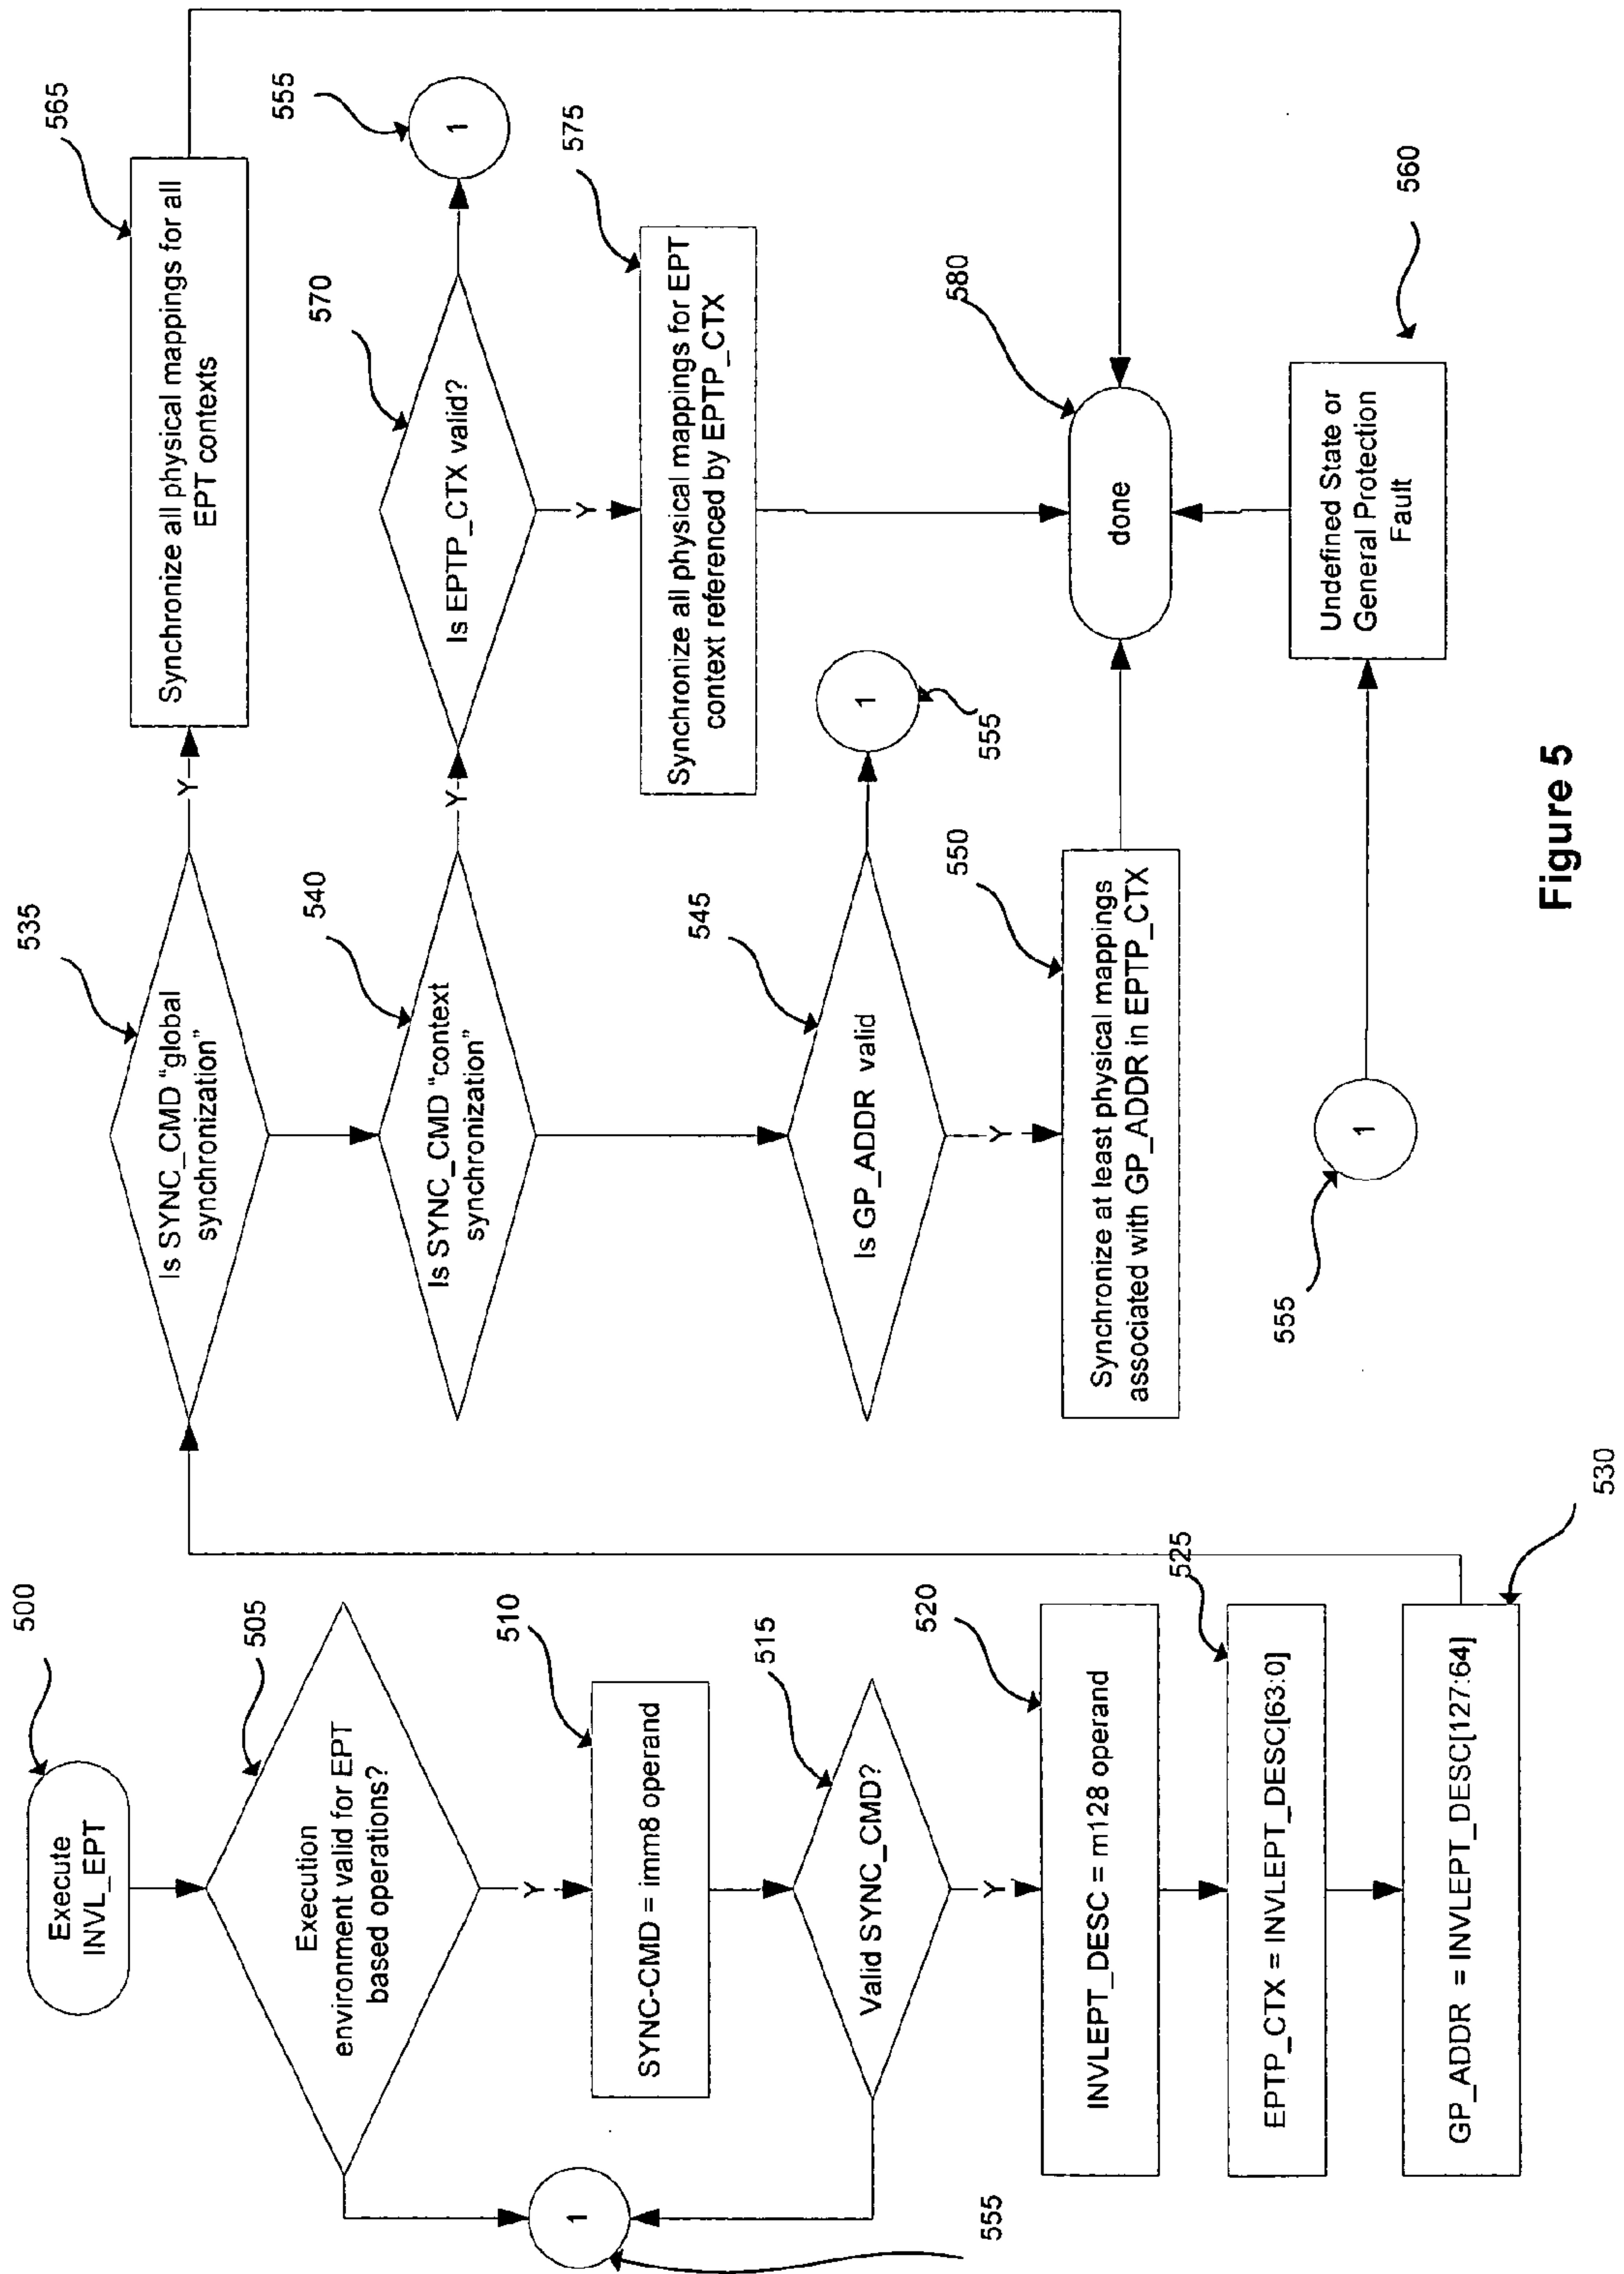 500
Execute
INVL_EPT
505
Execution
environment valid for EPT
based operations?
Y
510
SYNC-CMD = imm8 operand
515
Valid SYNC_CMD?
Y
520
INVLEPT_DESC = m128 operand
525
EPTP_CTX = INVLEPT_DESC[63:0]
530
GP_ADDR = INVLEPT_DESC[127:64]
1
555
535
Is SYNC_CMD "global
synchronization"
Y
565
Synchronize all physical mappings for all
EPT contexts
540
Is SYNC_CMD "context
synchronization"
Y
570
Is EPTP_CTX valid?
555
1
Y
575
Synchronize all physical mappings for EPT
context referenced by EPTP_CTX
545
Is GP_ADDR valid
1
555
Y
550
Synchronize at least physical mappings
associated with GP_ADDR in EPTP_CTX
580
done
555
1
560
Undefined State or
General Protection
Fault
Figure 5